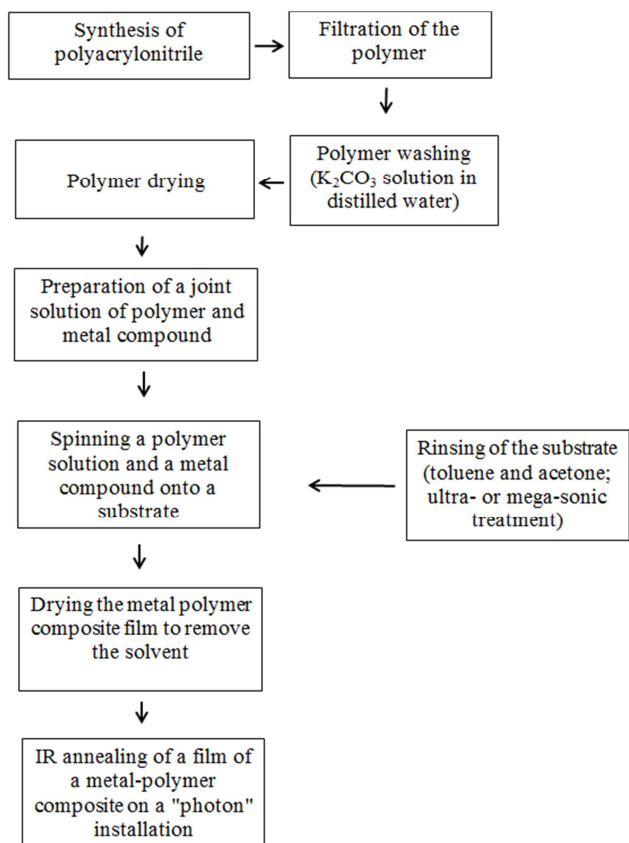 Synthesis of
polyacrylonitrile
Filtration of the
polymer
Polymer washing
(K₂CO₃ solution in
distilled water)
Polymer drying
Preparation of a joint
solution of polymer and
metal compound
Spinning a polymer
solution and a metal
compound onto a
substrate
Rinsing of the substrate
(toluene and acetone;
ultra- or mega-sonic
treatment)
Drying the metal polymer
composite film to remove
the solvent
IR annealing of a film of
a metal-polymer
composite on a "photon"
installation